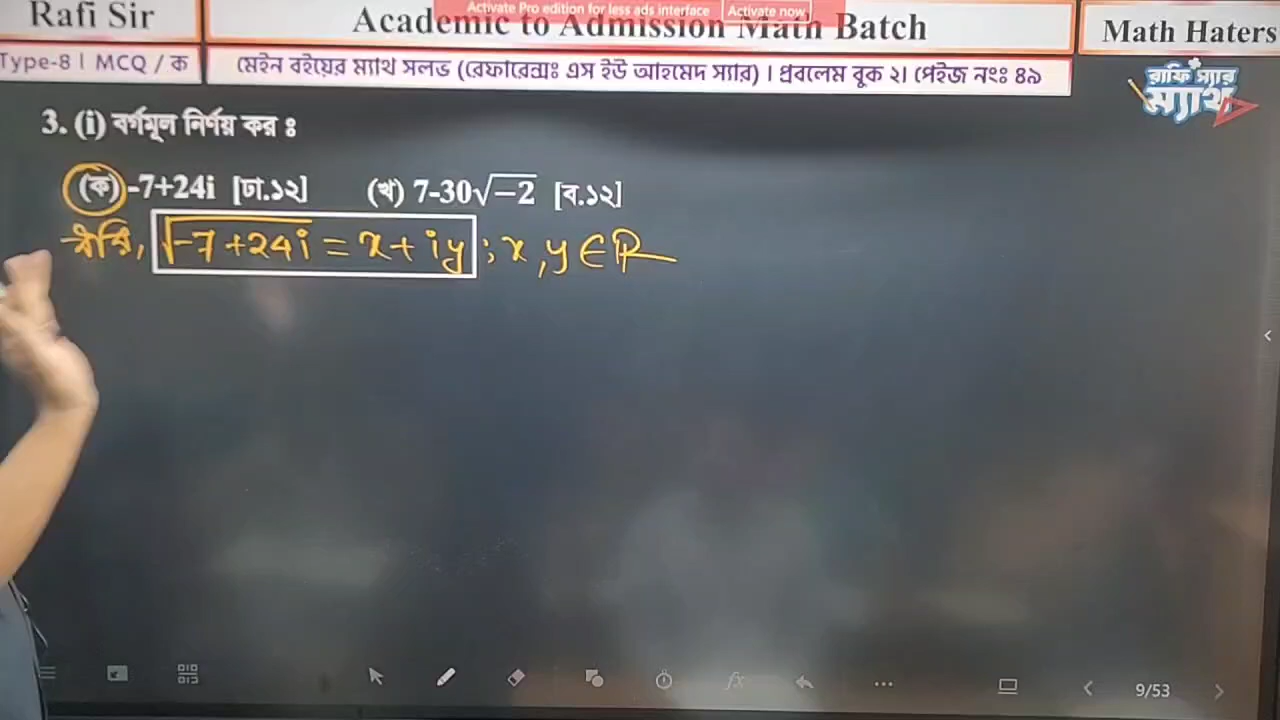 Activate Pro edition for less ads interface Activate now
Rafi Sir Academic to Admission Math Batch Math Haters
Type-8 | MCQ / ক মেইন বইয়ের ম্যাথ সলভ (রেফারেন্সঃ এস ইউ আহমেদ স্যার) । প্রবলেম বুক ২। পেইজ নংঃ ৪৯
রাফি স্যার
ম্যাথ
3. (i) বর্গমূল নির্ণয় কর ঃ
(ক) -7+24i [ঢা.১২] (খ) 7-30√-2 [ব.১২]
ধরি, √-7+24i = x + iy ; x, y ∈ ℝ
9/53